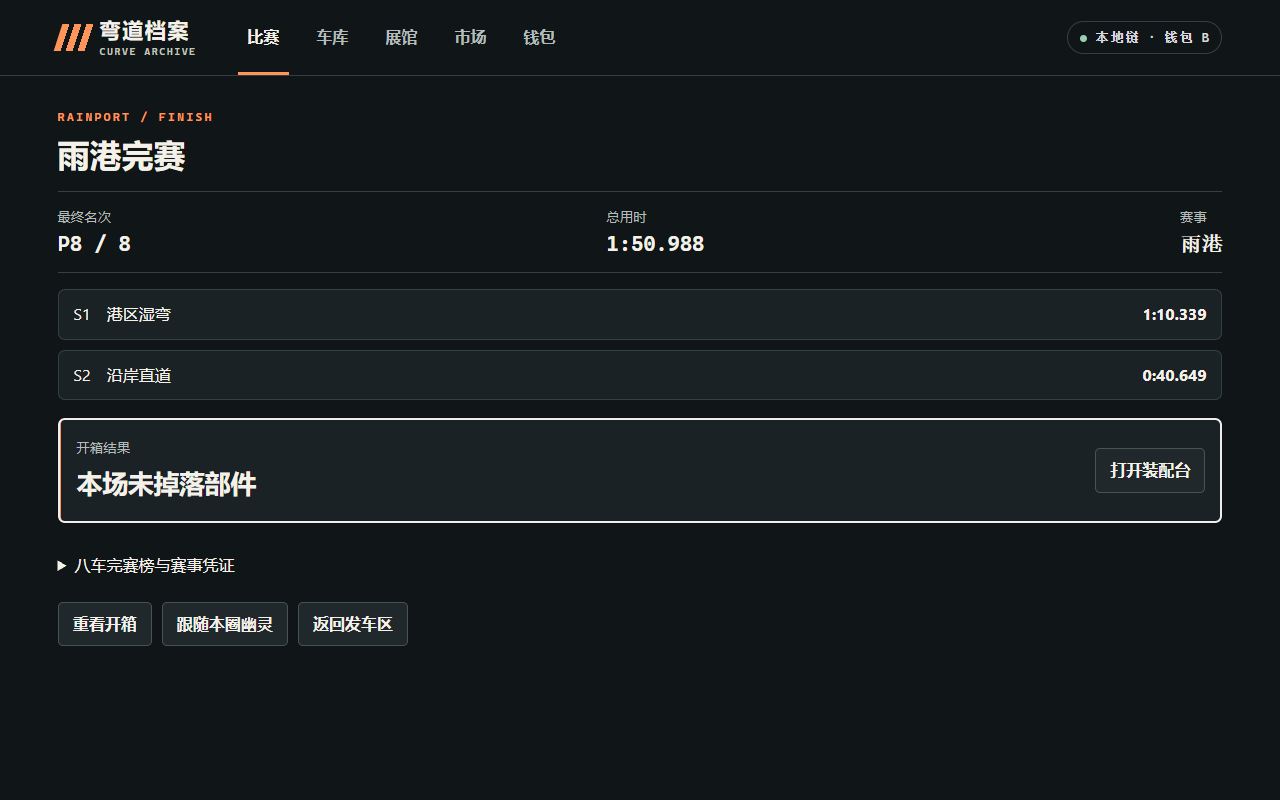 弯道档案
CURVE ARCHIVE
比赛
车库
展馆
市场
钱包
本地链 · 钱包 B
RAINPORT / FINISH
雨港完赛
最终名次
P8 / 8
总用时
1:50.988
赛事
雨港
S1 港区湿弯 1:10.339
S2 沿岸直道 0:40.649
开箱结果
本场未掉落部件
打开装配台
八车完赛榜与赛事凭证
重看开箱
跟随本圈幽灵
返回发车区